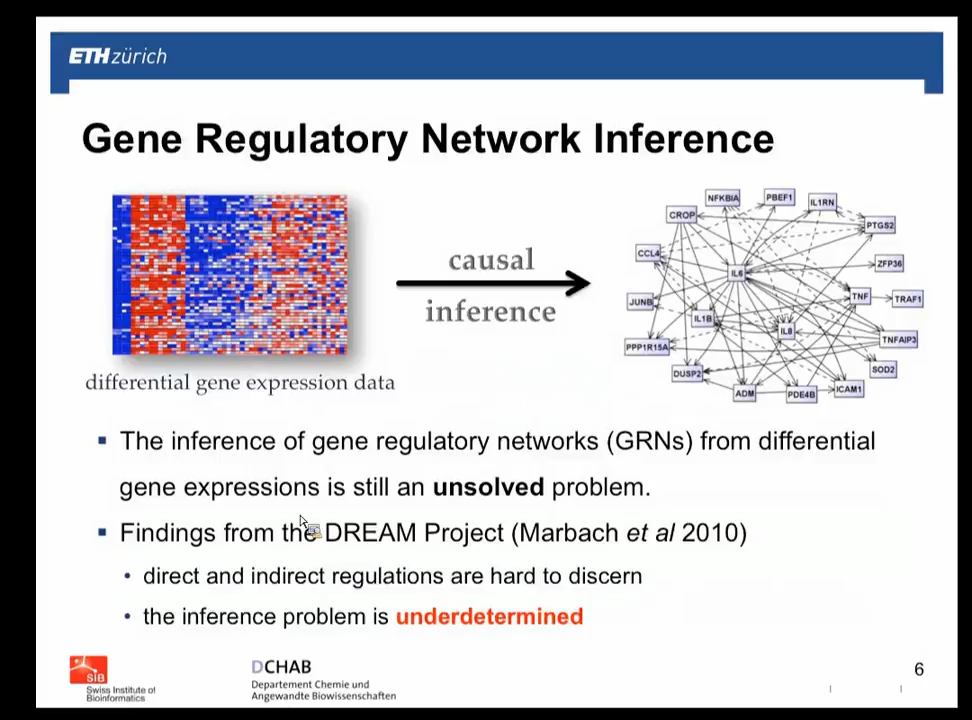 ETH zürich
Gene Regulatory Network Inference
NFKBIA
PBEF1
IL1RN
CROP
PTGS2
CCL4
ZFP36
IL6
JUNB
TNF
TRAF1
IL1B
IL8
PPP1R15A
TNFAIP3
DUSP2
SOD2
ADM
PDE4B
ICAM1
causal
inference
differential gene expression data
▪ The inference of gene regulatory networks (GRNs) from differential
gene expressions is still an unsolved problem.
▪ Findings from the DREAM Project (Marbach et al 2010)
• direct and indirect regulations are hard to discern
• the inference problem is underdetermined
SIB
Swiss Institute of
Bioinformatics
DCHAB
Departement Chemie und
Angewandte Biowissenschaften
6